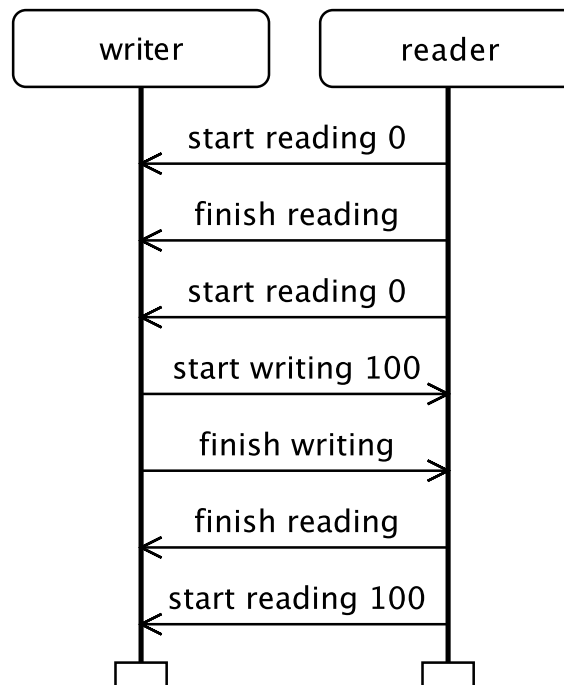 writer
reader
start reading 0
finish reading
start reading 0
start writing 100
finish writing
finish reading
start reading 100